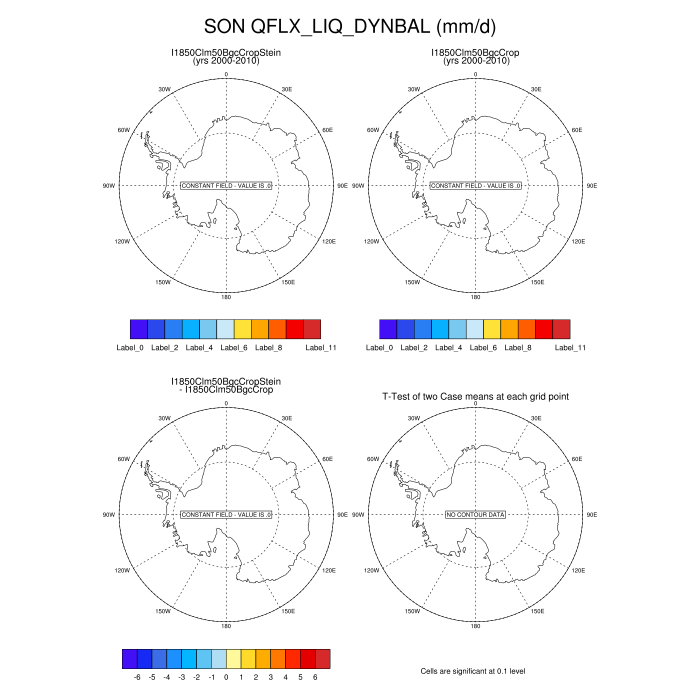 SON QFLX_LIQ_DYNBAL (mm/d)
I1850Clm50BgcCropStein
(yrs 2000-2010)
0
30W 30E
60W 60E
90W 90E
120W 120E
150W 150E
180
CONSTANT FIELD - VALUE IS .0
Label_0 Label_2 Label_4 Label_6 Label_8 Label_11
I1850Clm50BgcCrop
(yrs 2000-2010)
0
30W 30E
60W 60E
90W 90E
120W 120E
150W 150E
180
CONSTANT FIELD - VALUE IS .0
Label_0 Label_2 Label_4 Label_6 Label_8 Label_11
I1850Clm50BgcCropStein
- I1850Clm50BgcCrop
0
30W 30E
60W 60E
90W 90E
120W 120E
150W 150E
180
CONSTANT FIELD - VALUE IS .0
-6 -5 -4 -3 -2 -1 0 1 2 3 4 5 6
T-Test of two Case means at each grid point
0
30W 30E
60W 60E
90W 90E
120W 120E
150W 150E
180
NO CONTOUR DATA
Cells are significant at 0.1 level